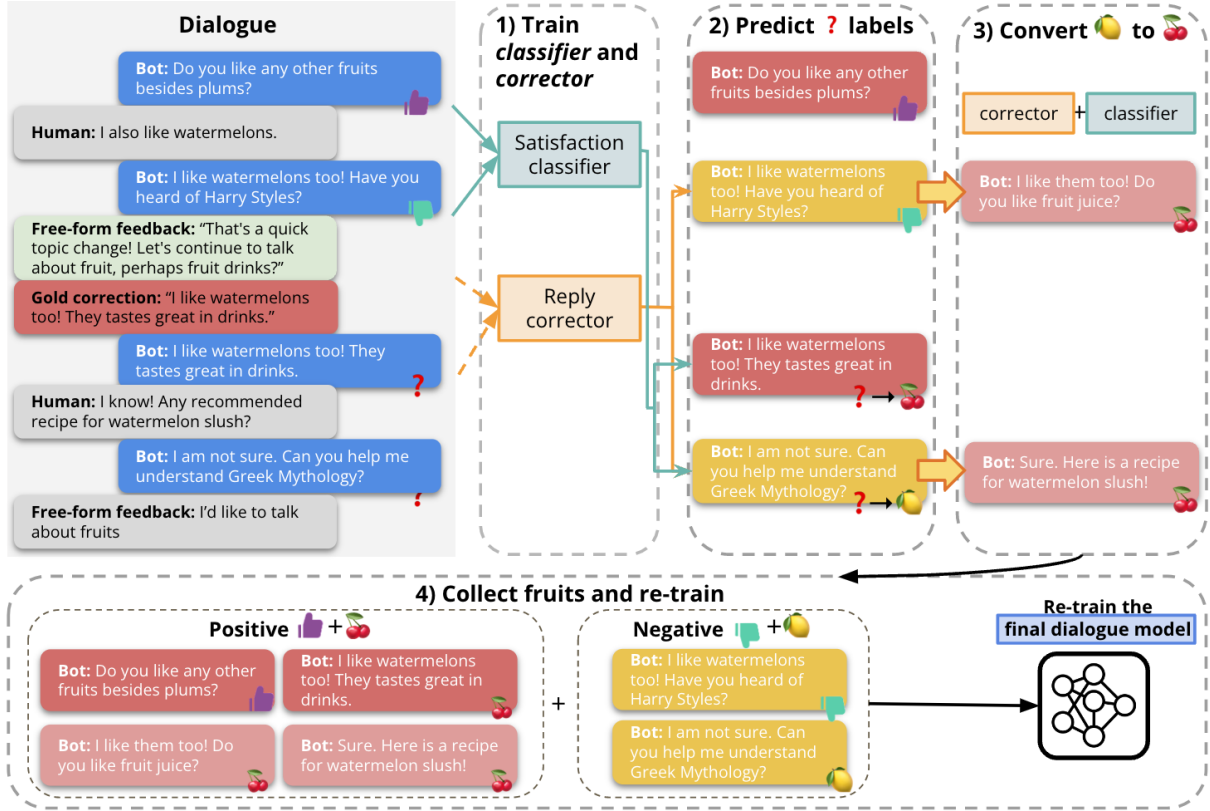 Dialogue
Bot: Do you like any other fruits
besides plums?
Human: I also like watermelons.
Bot: I like watermelons too! Have you
heard of Harry Styles?
Free-form feedback: “That's a quick
topic change! Let's continue to talk
about fruit, perhaps fruit drinks?”
Gold correction: “I like watermelons
too! They tastes great in drinks.”
Bot: I like watermelons too! They
tastes great in drinks.
?
Human: I know! Any recommended
recipe for watermelon slush?
Bot: I am not sure. Can you help me
understand Greek Mythology?
?
Free-form feedback: I’d like to talk
about fruits
1) Train
classifier and
corrector
Satisfaction
classifier
Reply
corrector
2) Predict ? labels
Bot: Do you like any other
fruits besides plums?
Bot: I like watermelons
too! Have you heard of
Harry Styles?
Bot: I like watermelons
too! They tastes great in
drinks.
? →
Bot: I am not sure. Can
you help me understand
Greek Mythology?
? →
3) Convert to
corrector + classifier
Bot: I like them too! Do
you like fruit juice?
Bot: Sure. Here is a recipe
for watermelon slush!
4) Collect fruits and re-train
Positive +
Bot: Do you like any other
fruits besides plums?
Bot: I like watermelons
too! They tastes great in
drinks.
Bot: I like them too! Do
you like fruit juice?
Bot: Sure. Here is a recipe
for watermelon slush!
+
Negative +
Bot: I like watermelons
too! Have you heard of
Harry Styles?
Bot: I am not sure. Can
you help me understand
Greek Mythology?
Re-train the
final dialogue model